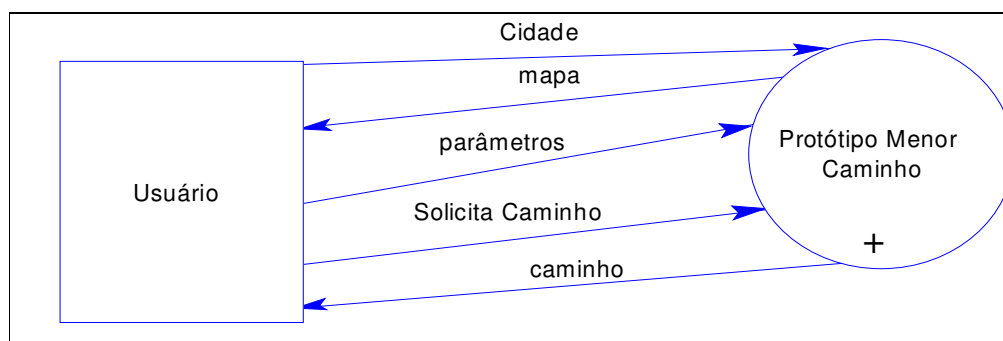 Cidade
mapa
parâmetros
Protótipo Menor
Caminho
Usuário
Solicita Caminho
+
caminho